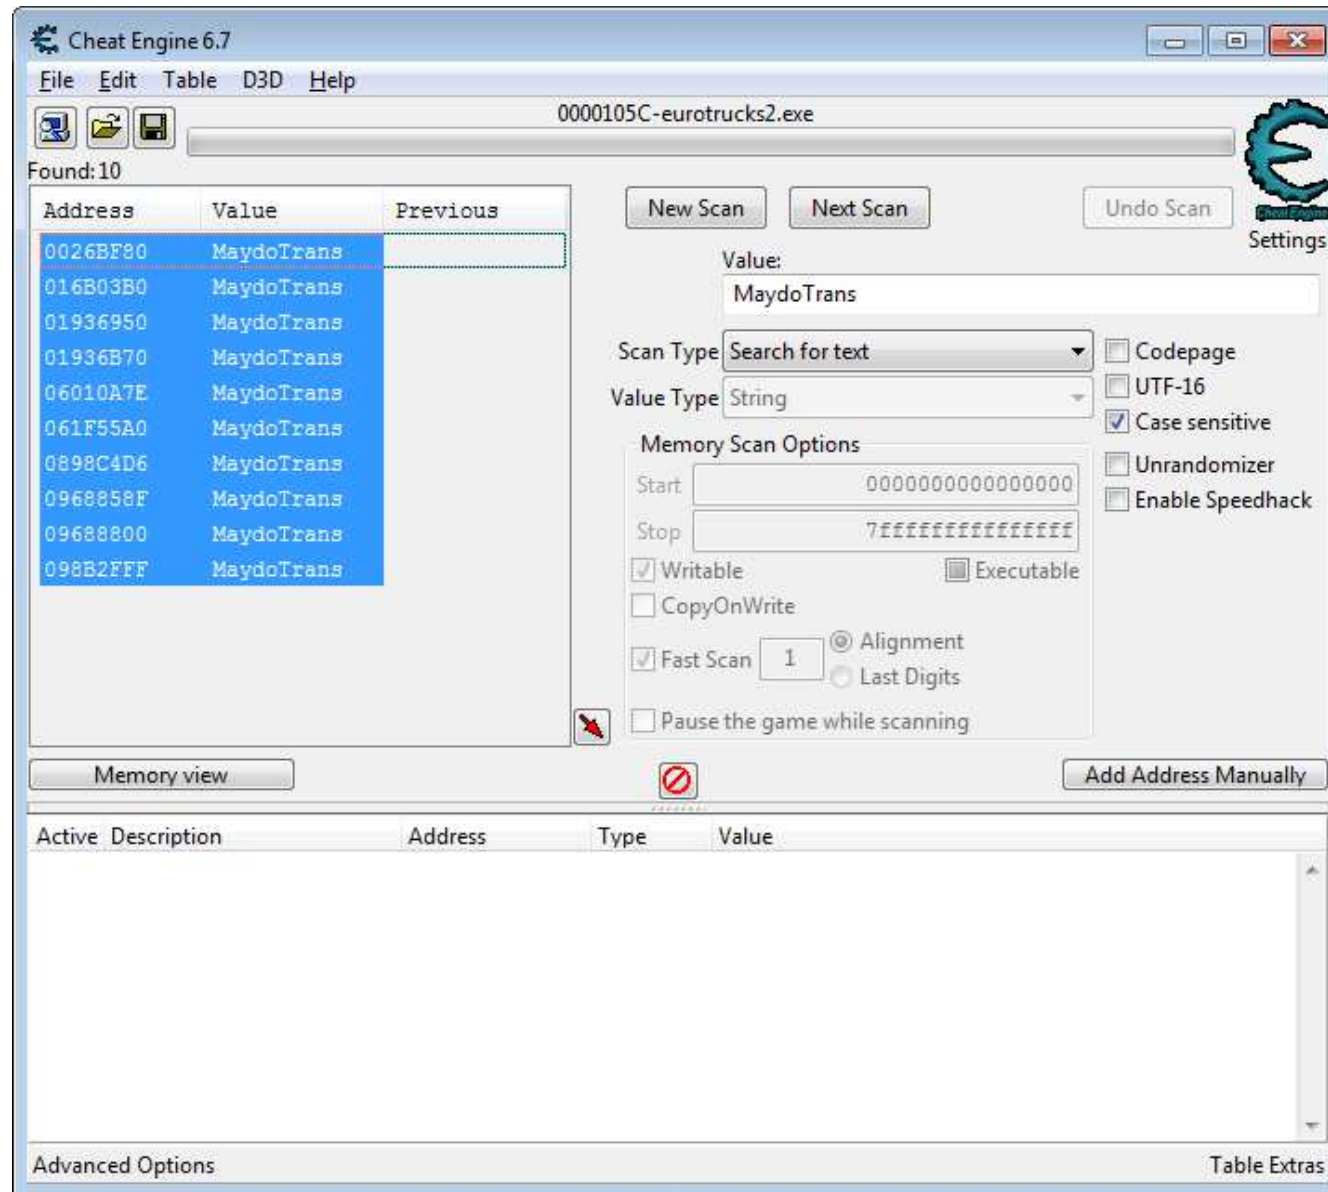 Cheat Engine 6.7
File Edit Table D3D Help
0000105C-eurotrucks2.exe
Found:10
Address Value Previous
0026BF80 MaydoTrans
016B03B0 MaydoTrans
01936950 MaydoTrans
01936B70 MaydoTrans
06010A7E MaydoTrans
061F55A0 MaydoTrans
0898C4D6 MaydoTrans
0968858F MaydoTrans
09688800 MaydoTrans
098B2FFF MaydoTrans
New Scan Next Scan Undo Scan
Cheat Engine
Settings
Value:
MaydoTrans
Scan Type Search for text
Value Type String
Codepage
UTF-16
Case sensitive
Unrandomizer
Enable Speedhack
Memory Scan Options
Start 0000000000000000
Stop 7fffffffffffffff
Writable Executable
CopyOnWrite
Fast Scan 1 Alignment
Last Digits
Pause the game while scanning
Memory view Add Address Manually
Active Description Address Type Value
Advanced Options Table Extras